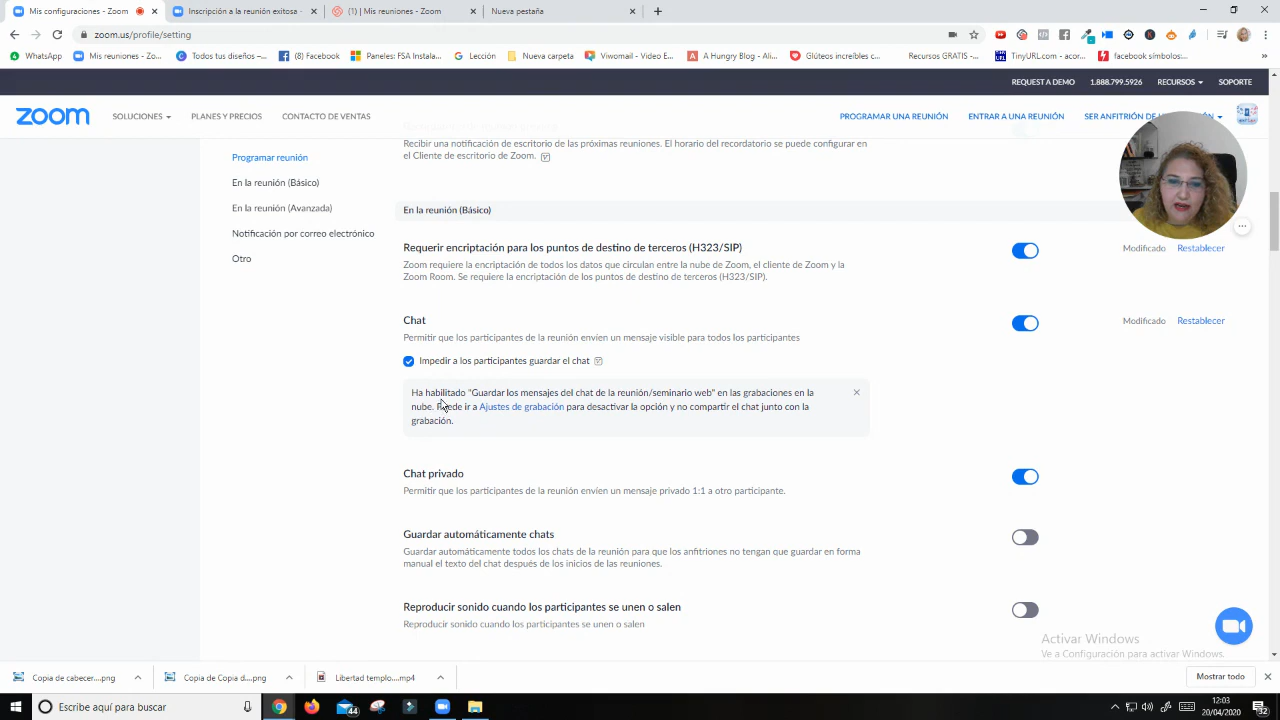 Mis configuraciones - Zoom
Inscripción a la reunión exitosa -
(1) | Mis reuniones - Zoom
Nueva pestaña
zoom.us/profile/setting
WhatsApp
Mis reuniones - Zo...
Todos tus diseños –...
(8) Facebook
Paneles: FSA Instala...
Lección
Nueva carpeta
Viwomail - Video E...
A Hungry Blog - Ali...
Glúteos increíbles c...
Recursos GRATIS -...
TinyURL.com - acor...
facebook símbolos:...
REQUEST A DEMO
1.888.799.5926
RECURSOS
SOPORTE
zoom
SOLUCIONES
PLANES Y PRECIOS
CONTACTO DE VENTAS
PROGRAMAR UNA REUNIÓN
ENTRAR A UNA REUNIÓN
SER ANFITRIÓN DE
Recibir una notificación de escritorio de las próximas reuniones. El horario del recordatorio se puede configurar en
el Cliente de escritorio de Zoom.
Programar reunión
En la reunión (Básico)
En la reunión (Avanzada)
Notificación por correo electrónico
Otro
En la reunión (Básico)
Requerir encriptación para los puntos de destino de terceros (H323/SIP)
Modificado
Restablecer
Zoom requiere la encriptación de todos los datos que circulan entre la nube de Zoom, el cliente de Zoom y la
Zoom Room. Se requiere la encriptación de los puntos de destino de terceros (H323/SIP).
Chat
Modificado
Restablecer
Permitir que los participantes de la reunión envíen un mensaje visible para todos los participantes
Impedir a los participantes guardar el chat
Ha habilitado "Guardar los mensajes del chat de la reunión/seminario web" en las grabaciones en la
nube. Puede ir a Ajustes de grabación para desactivar la opción y no compartir el chat junto con la
grabación.
Chat privado
Permitir que los participantes de la reunión envíen un mensaje privado 1:1 a otro participante.
Guardar automáticamente chats
Guardar automáticamente todos los chats de la reunión para que los anfitriones no tengan que guardar en forma
manual el texto del chat después de los inicios de las reuniones.
Reproducir sonido cuando los participantes se unen o salen
Reproducir sonido cuando los participantes se unen o salen
Activar Windows
Ve a Configuración para activar Windows.
Copia de cabecer....png
Copia de Copia d....png
Libertad templo....mp4
Mostrar todo
Espese aquí para buscar
44
12:03
20/04/2020
32